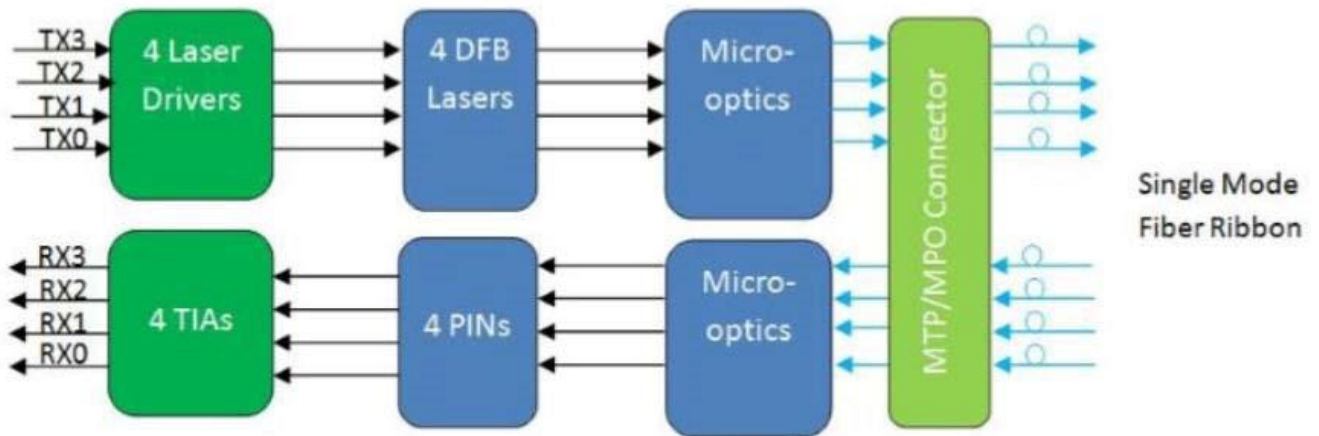 TX3
TX2
TX1
TX0
4 Laser
Drivers
4 DFB
Lasers
Micro-
optics
MTP/MPO Connector
Single Mode
Fiber Ribbon
RX3
RX2
RX1
RX0
4 TIAs
4 PINs
Micro-
optics